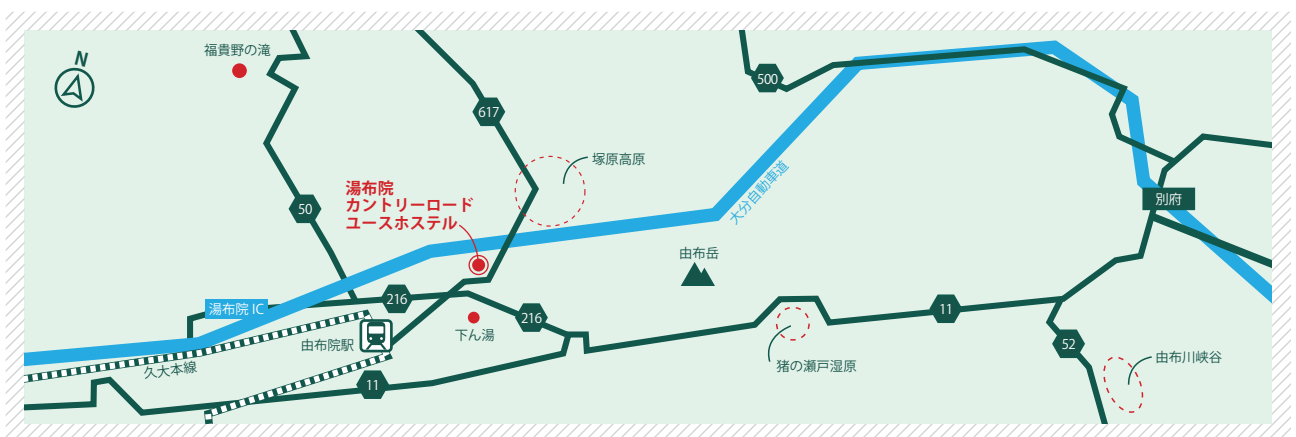 N
福貴野の滝
500
617
塚原高原
大分自動車道
湯布院
カントリーロード
ユースホステル
50
別府
由布岳
湯布院 IC
216
216
11
下ん湯
由布院駅
52
由布川峡谷
猪の瀬戸湿原
久大本線
11